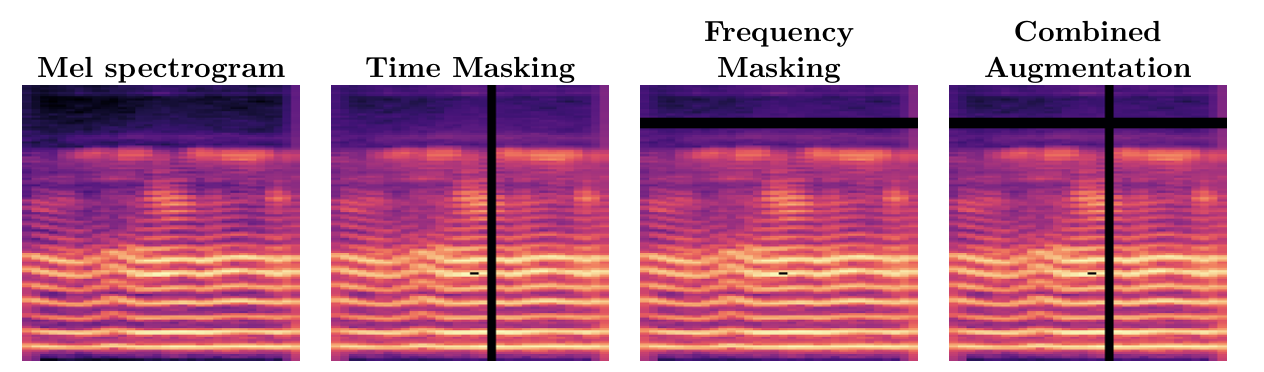 Mel spectrogram
Time Masking
Frequency
Masking
Combined
Augmentation